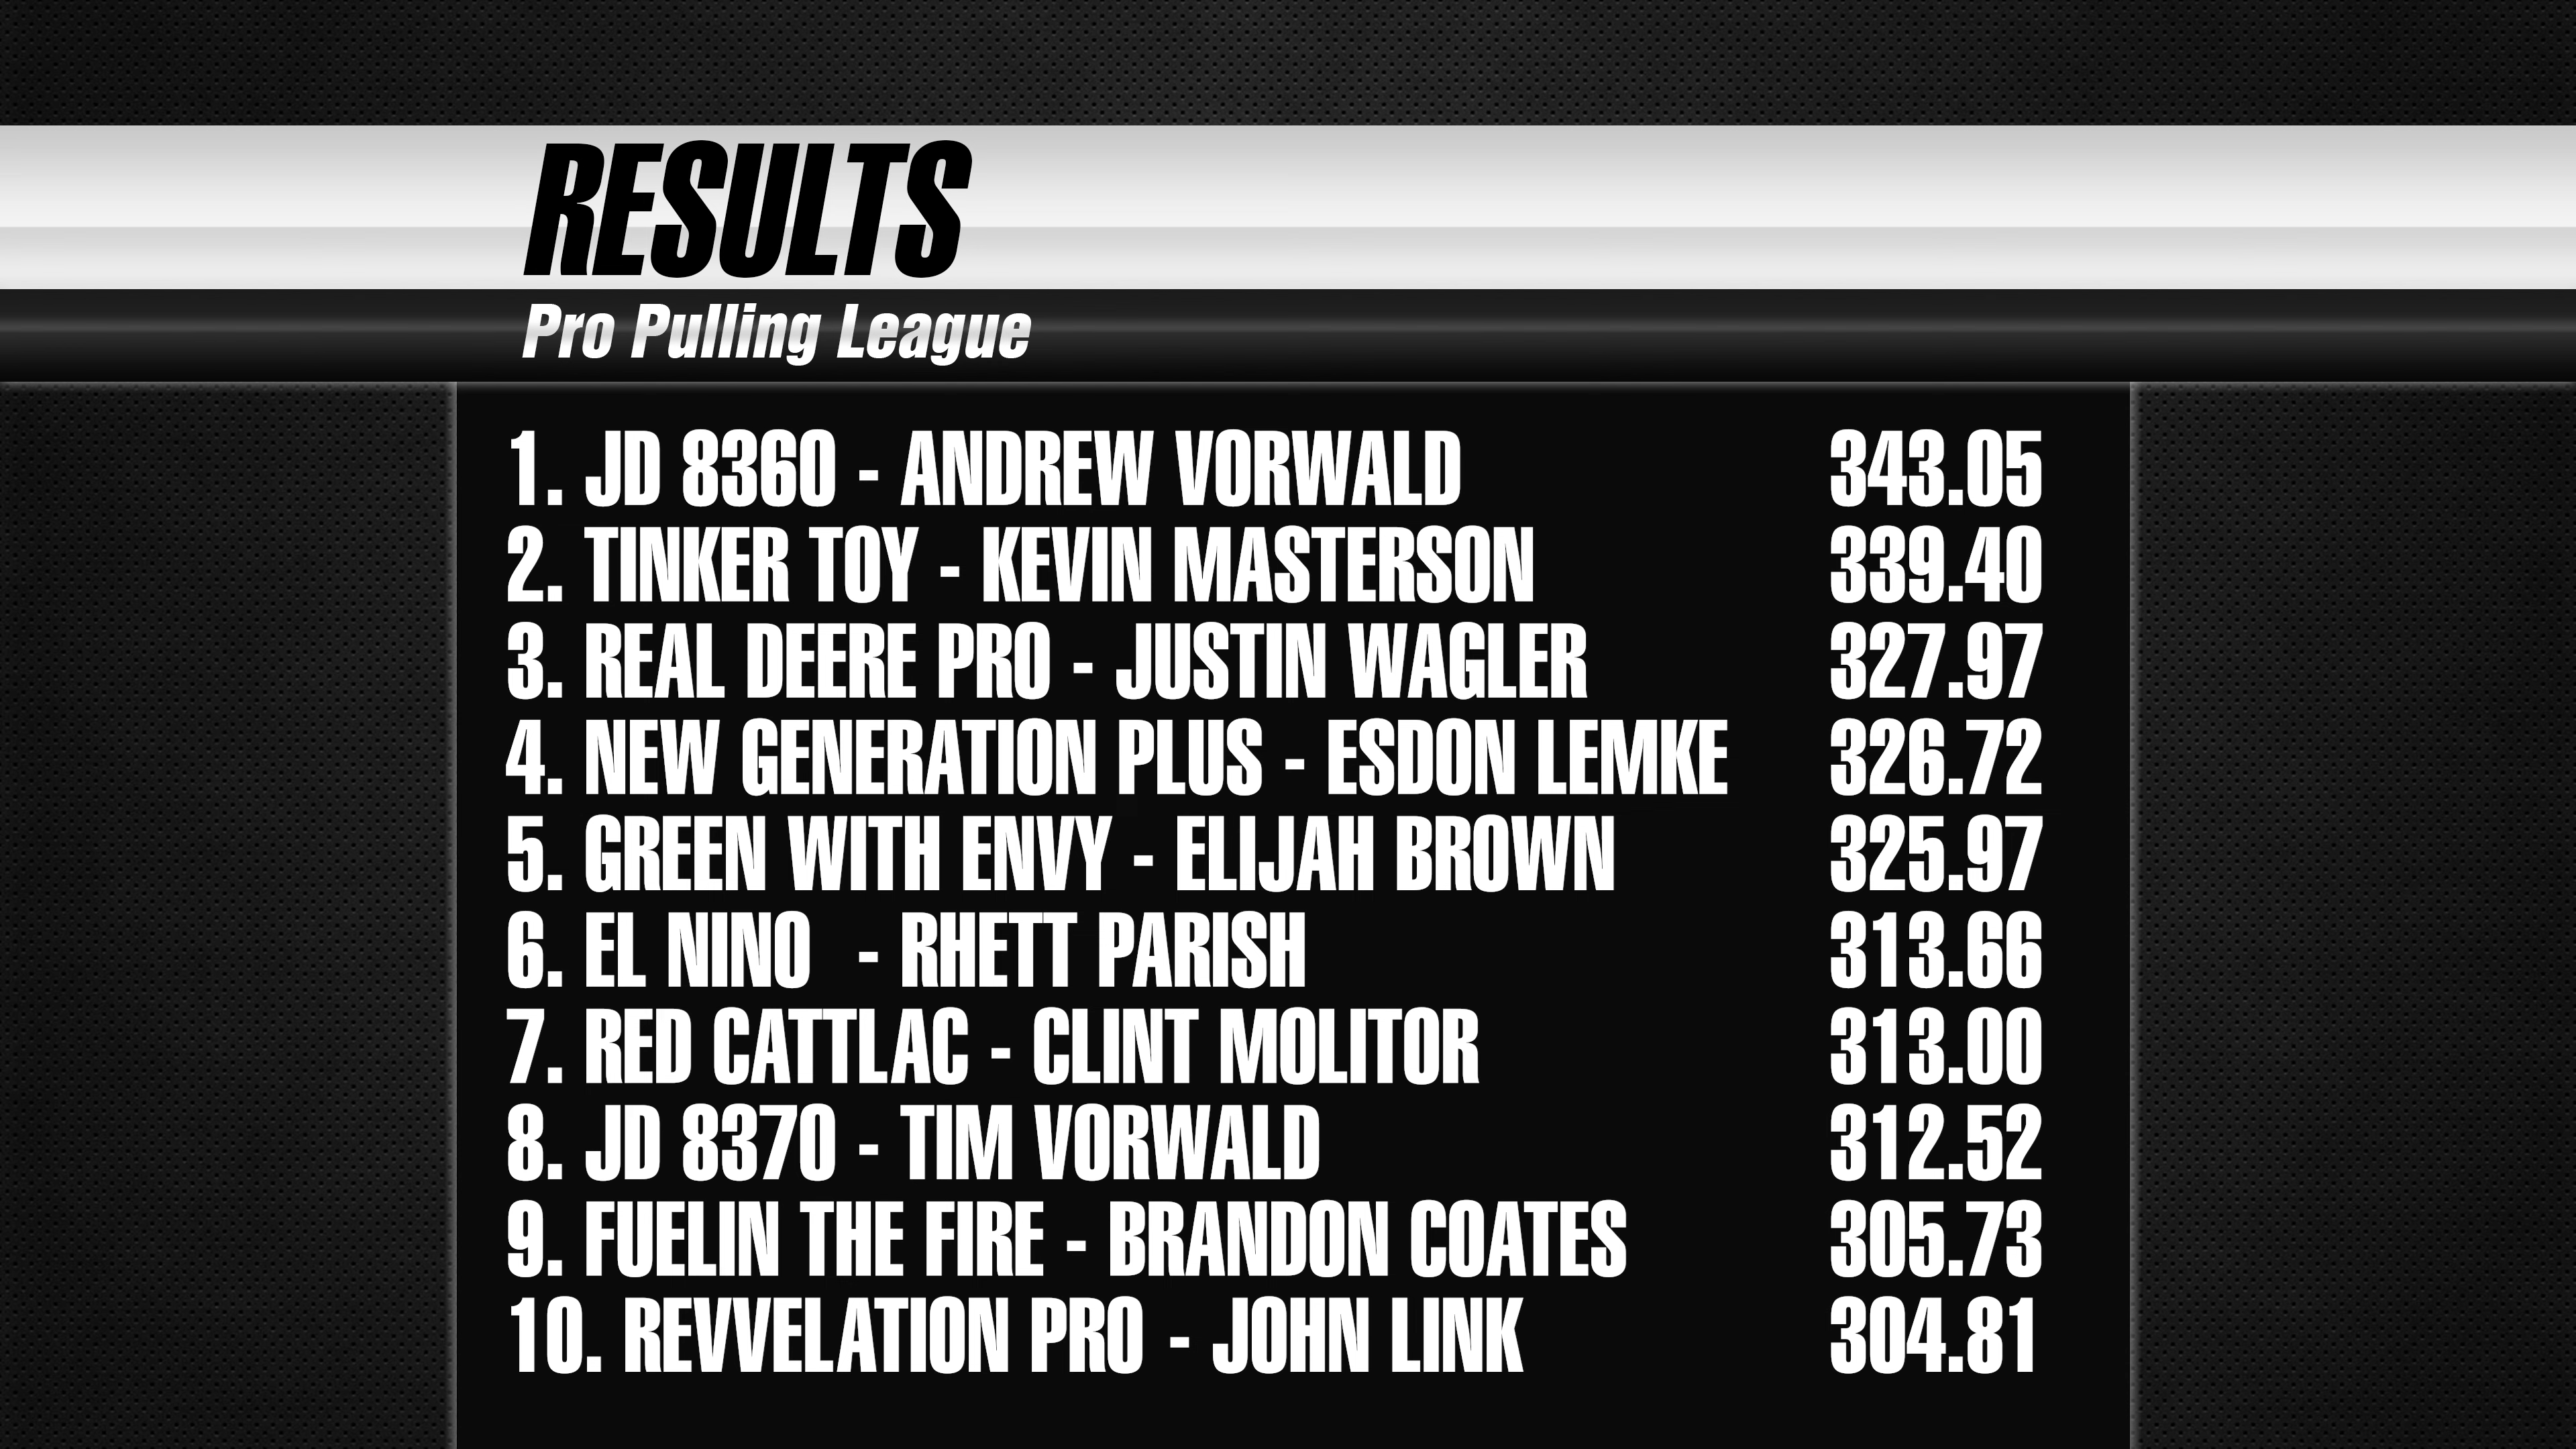 RESULTS
Pro Pulling League
1. JD 8360 - ANDREW VORWALD 343.05
2. TINKER TOY - KEVIN MASTERSON 339.40
3. REAL DEERE PRO - JUSTIN WAGLER 327.97
4. NEW GENERATION PLUS - ESDON LEMKE 326.72
5. GREEN WITH ENVY - ELIJAH BROWN 325.97
6. EL NINO - RHETT PARISH 313.66
7. RED CATTLAC - CLINT MOLITOR 313.00
8. JD 8370 - TIM VORWALD 312.52
9. FUELIN THE FIRE - BRANDON COATES 305.73
10. REVVELATION PRO - JOHN LINK 304.81